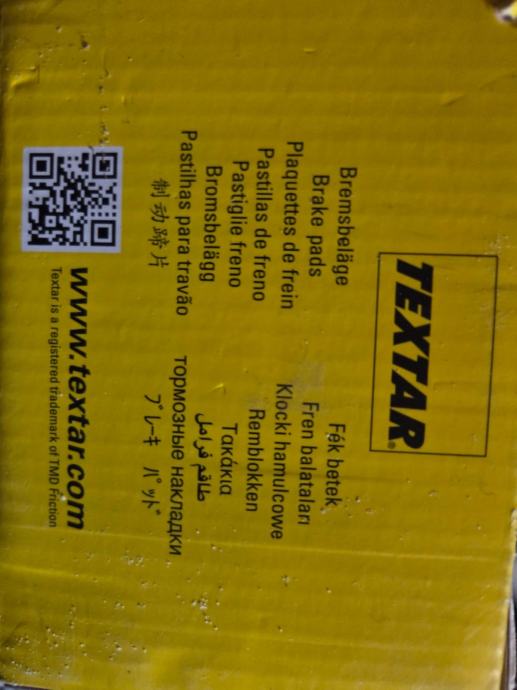 TEXTAR®
Bremsbeläge
Brake pads
Plaquettes de frein
Pastillas de freno
Pastiglie freno
Bromsbelägg
Pastilhas para travão
制动蹄片
Fék betek
Fren balataları
Klocki hamulcowe
Remblokken
Τακάκια
طاقم فرامل
тормозные накладки
ブレーキ パッド
www.textar.com
Textar is a registered trademark of TMD Friction